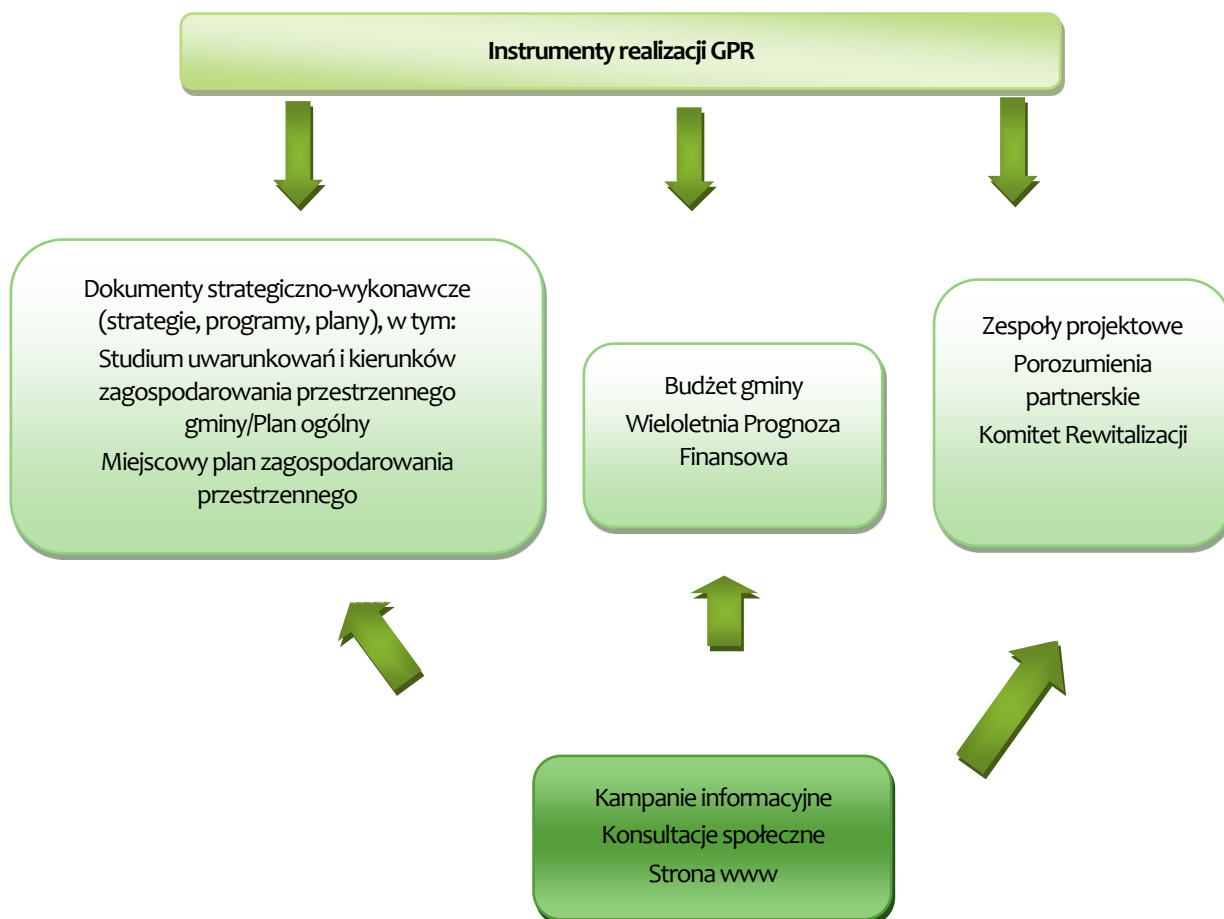 Instrumenty realizacji GPR
Dokumenty strategiczno-wykonawcze
(strategie, programy, plany), w tym:
Studium uwarunkowań i kierunków
zagospodarowania przestrzennego
gminy/Plan ogólny
Miejscowy plan zagospodarowania
przestrzennego
Budżet gminy
Wieloletnia Prognoza
Finansowa
Zespoły projektowe
Porozumienia
partnerskie
Komitet Rewitalizacji
Kampanie informacyjne
Konsultacje społeczne
Strona www